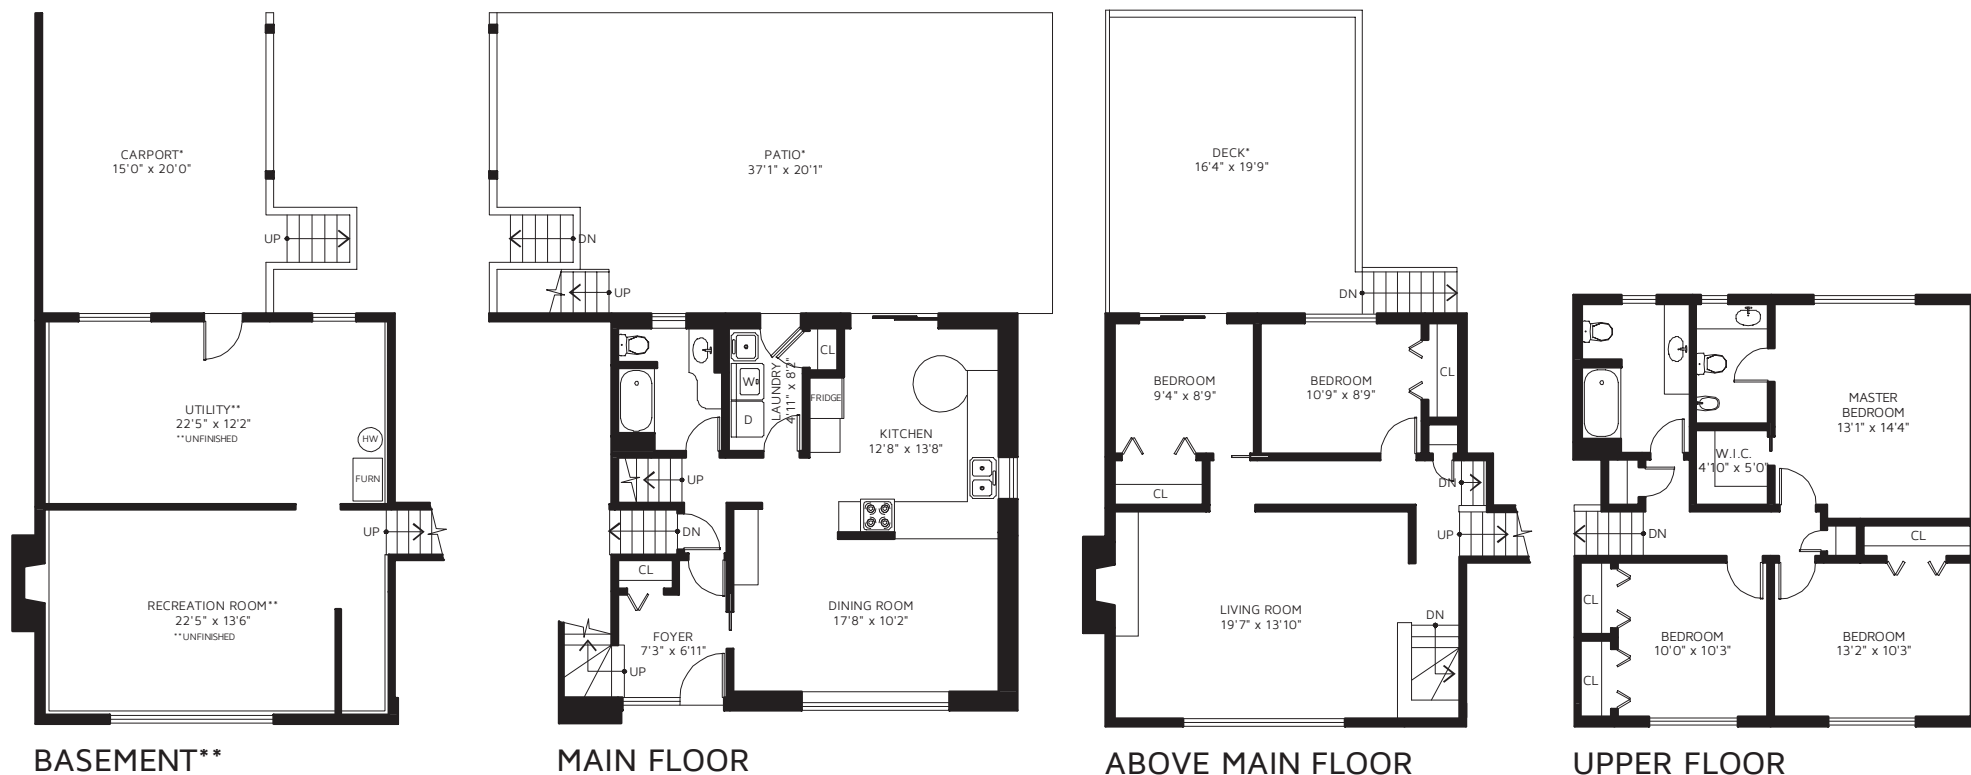 CARPORT*
15'0" x 20'0"
UP
UTILITY**
22'5" x 12'2"
**UNFINISHED
HW
FURN
UP
RECREATION ROOM**
22'5" x 13'6"
**UNFINISHED
BASEMENT**
PATIO*
37'1" x 20'1"
DN
UP
CL
LAUNDRY
4'11" x 8'2"
W
D
FRIDGE
KITCHEN
12'8" x 13'8"
UP
DN
CL
DINING ROOM
17'8" x 10'2"
FOYER
7'3" x 6'11"
UP
MAIN FLOOR
DECK*
16'4" x 19'9"
DN
BEDROOM
9'4" x 8'9"
BEDROOM
10'9" x 8'9"
CL
CL
DN
UP
LIVING ROOM
19'7" x 13'10"
DN
ABOVE MAIN FLOOR
MASTER
BEDROOM
13'1" x 14'4"
W.I.C.
4'10" x 5'0"
DN
CL
CL
CL
BEDROOM
10'0" x 10'3"
BEDROOM
13'2" x 10'3"
UPPER FLOOR